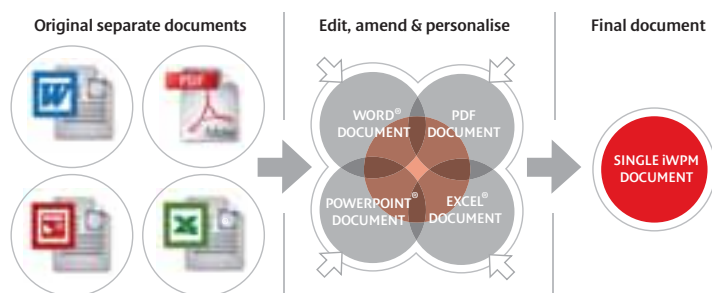 Original separate documents
Edit, amend & personalise
Final document
W
PDF
WORD®
DOCUMENT
PDF
DOCUMENT
POWERPOINT®
DOCUMENT
EXCEL®
DOCUMENT
SINGLE iWPM
DOCUMENT
X